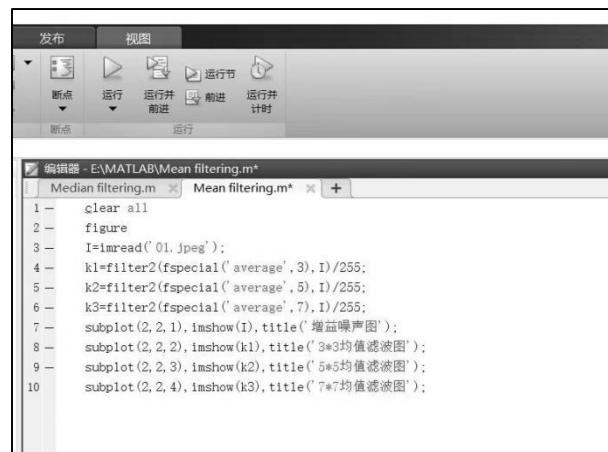 发布 视图
断点 运行 运行并前进 运行节 前进 运行并计时
断点 运行
编辑器 - E:\MATLAB\Mean filtering.m*
Median filtering.m × Mean filtering.m* × +
1 — clear all
2 — figure
3 — I=imread('01.jpeg');
4 — k1=filter2(fspecial('average',3),I)/255;
5 — k2=filter2(fspecial('average',5),I)/255;
6 — k3=filter2(fspecial('average',7),I)/255;
7 — subplot(2,2,1),imshow(I),title('增益噪声图');
8 — subplot(2,2,2),imshow(k1),title('3*3均值滤波图');
9 — subplot(2,2,3),imshow(k2),title('5*5均值滤波图');
10 subplot(2,2,4),imshow(k3),title('7*7均值滤波图');